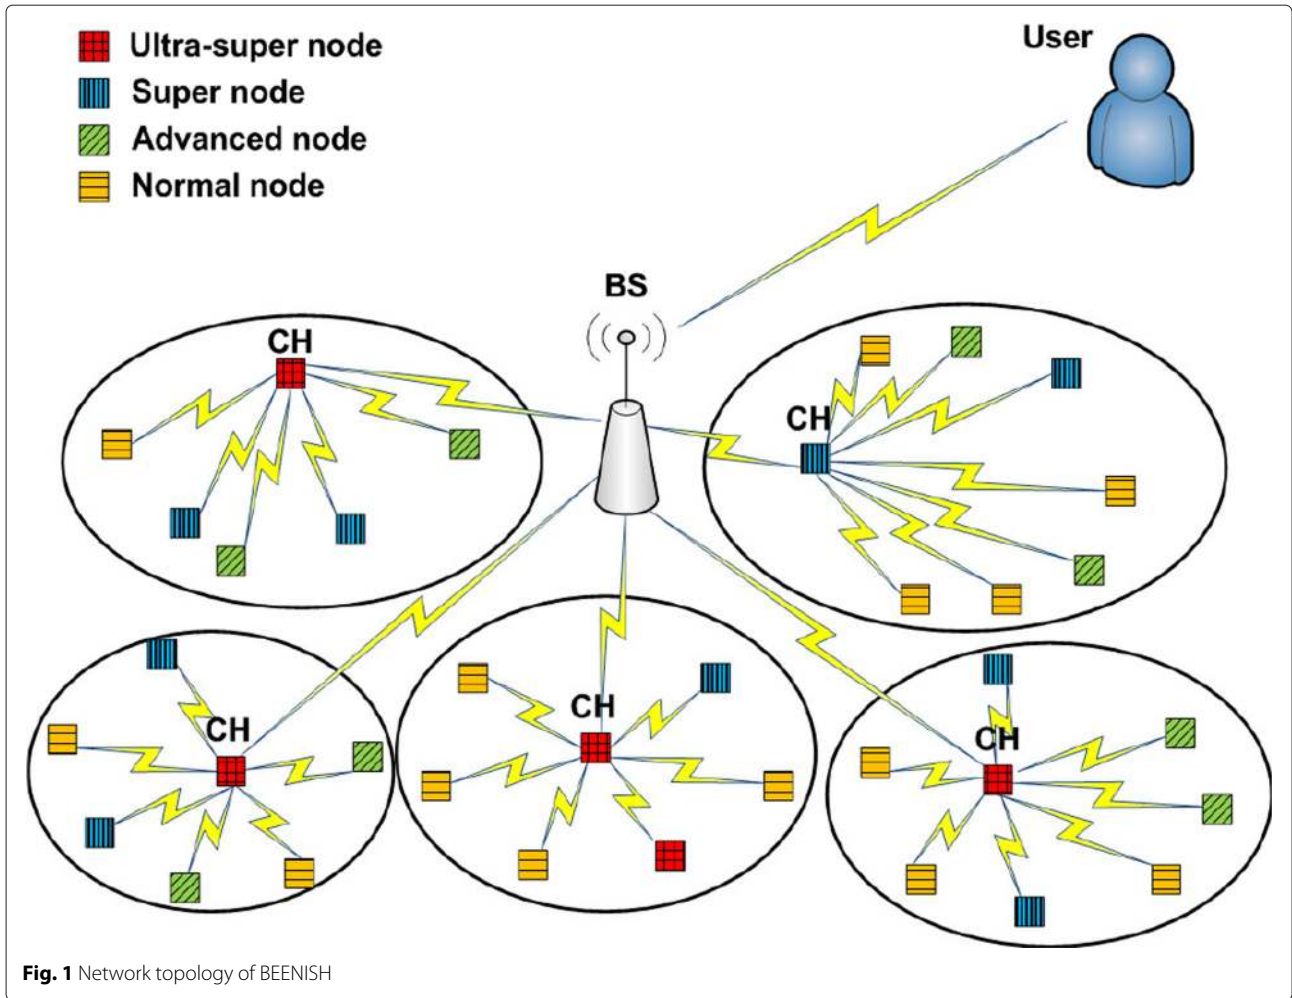 Ultra-super node
Super node
Advanced node
Normal node
User
BS
CH
CH
CH
CH
CH
Fig. 1 Network topology of BEENISH